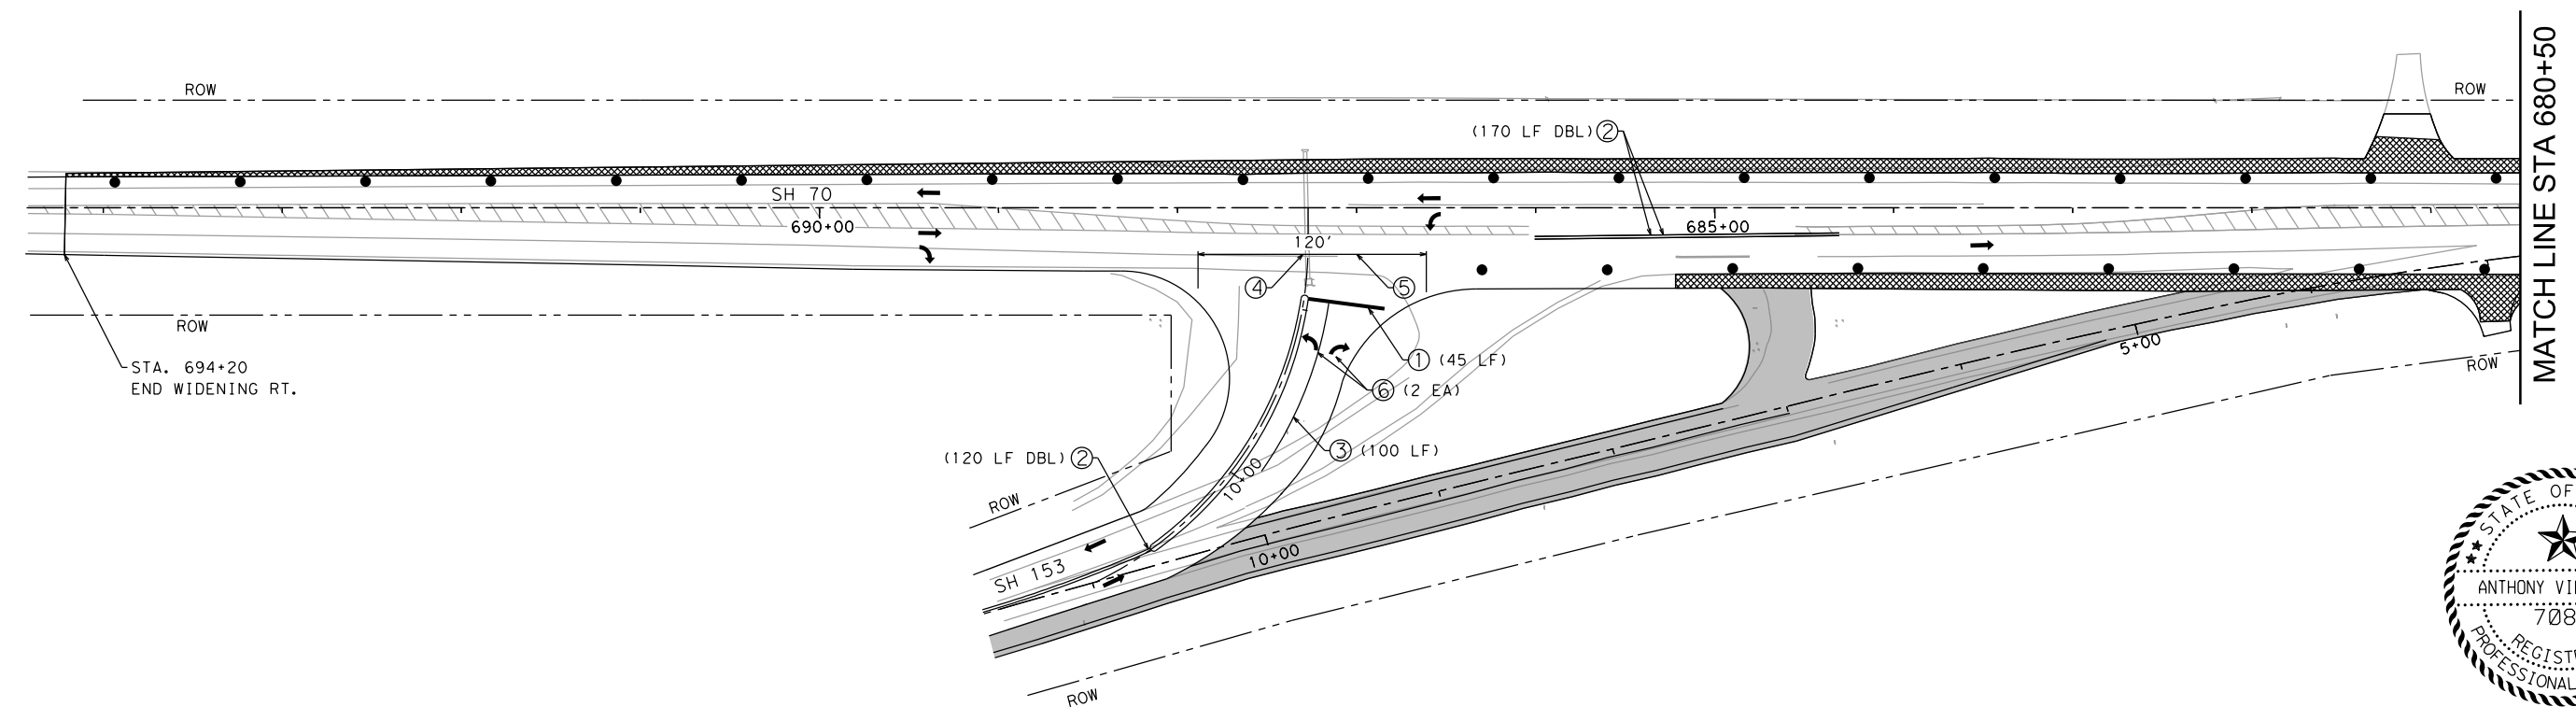 ROW
ROW
MATCH LINE STA 680+50
(170 LF DBL) 2
SH 70
690+00
685+00
120'
4
5
ROW
STA. 694+20
END WIDENING RT.
1 (45 LF)
6 (2 EA)
5+00
ROW
3 (100 LF)
(120 LF DBL) 2
10+00
ROW
10+00
SH 153
ROW
STATE OF
ANTHONY
708
PROFESSIONAL